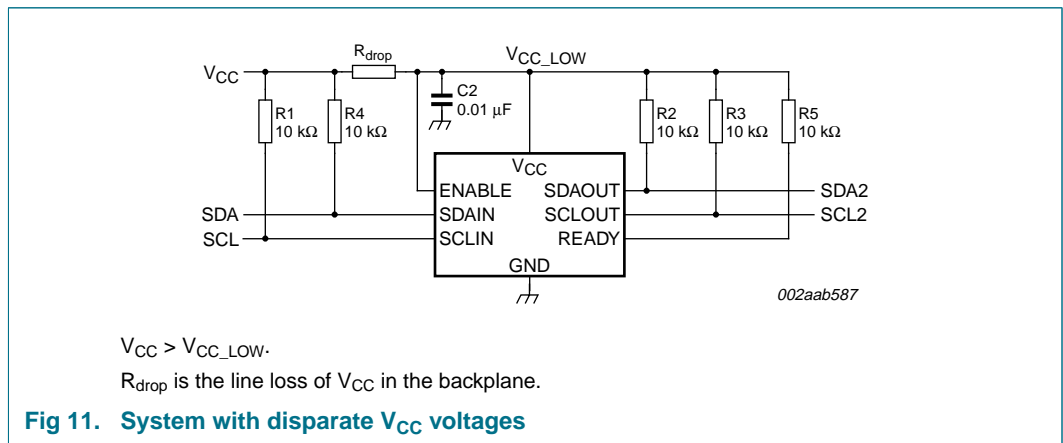 Rdrop
VCC
VCC_LOW
R1
10 kΩ
R4
10 kΩ
C2
0.01 μF
R2
10 kΩ
R3
10 kΩ
R5
10 kΩ
VCC
ENABLE
SDAOUT
SDA2
SDA
SDAIN
SCLOUT
SCL2
SCL
SCLIN
READY
GND
002aab587
VCC > VCC_LOW.
Rdrop is the line loss of VCC in the backplane.
Fig 11. System with disparate VCC voltages